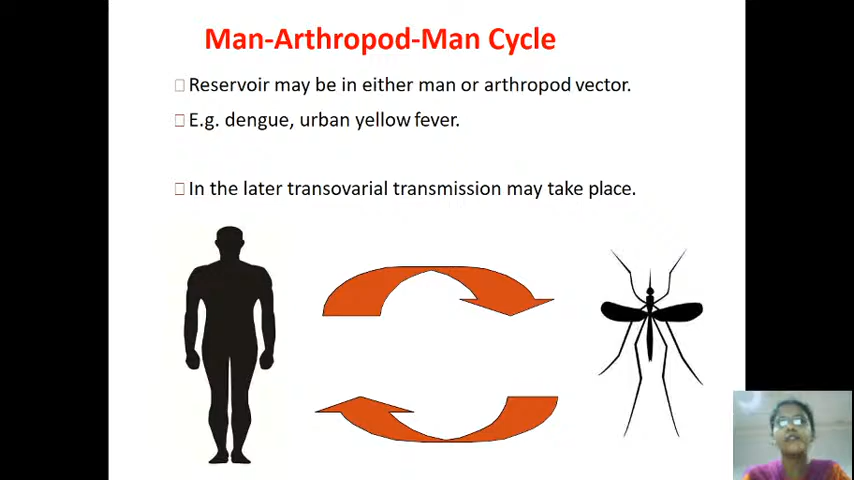 Man-Arthropod-Man Cycle
Reservoir may be in either man or arthropod vector.
E.g. dengue, urban yellow fever.
In the later transovarial transmission may take place.